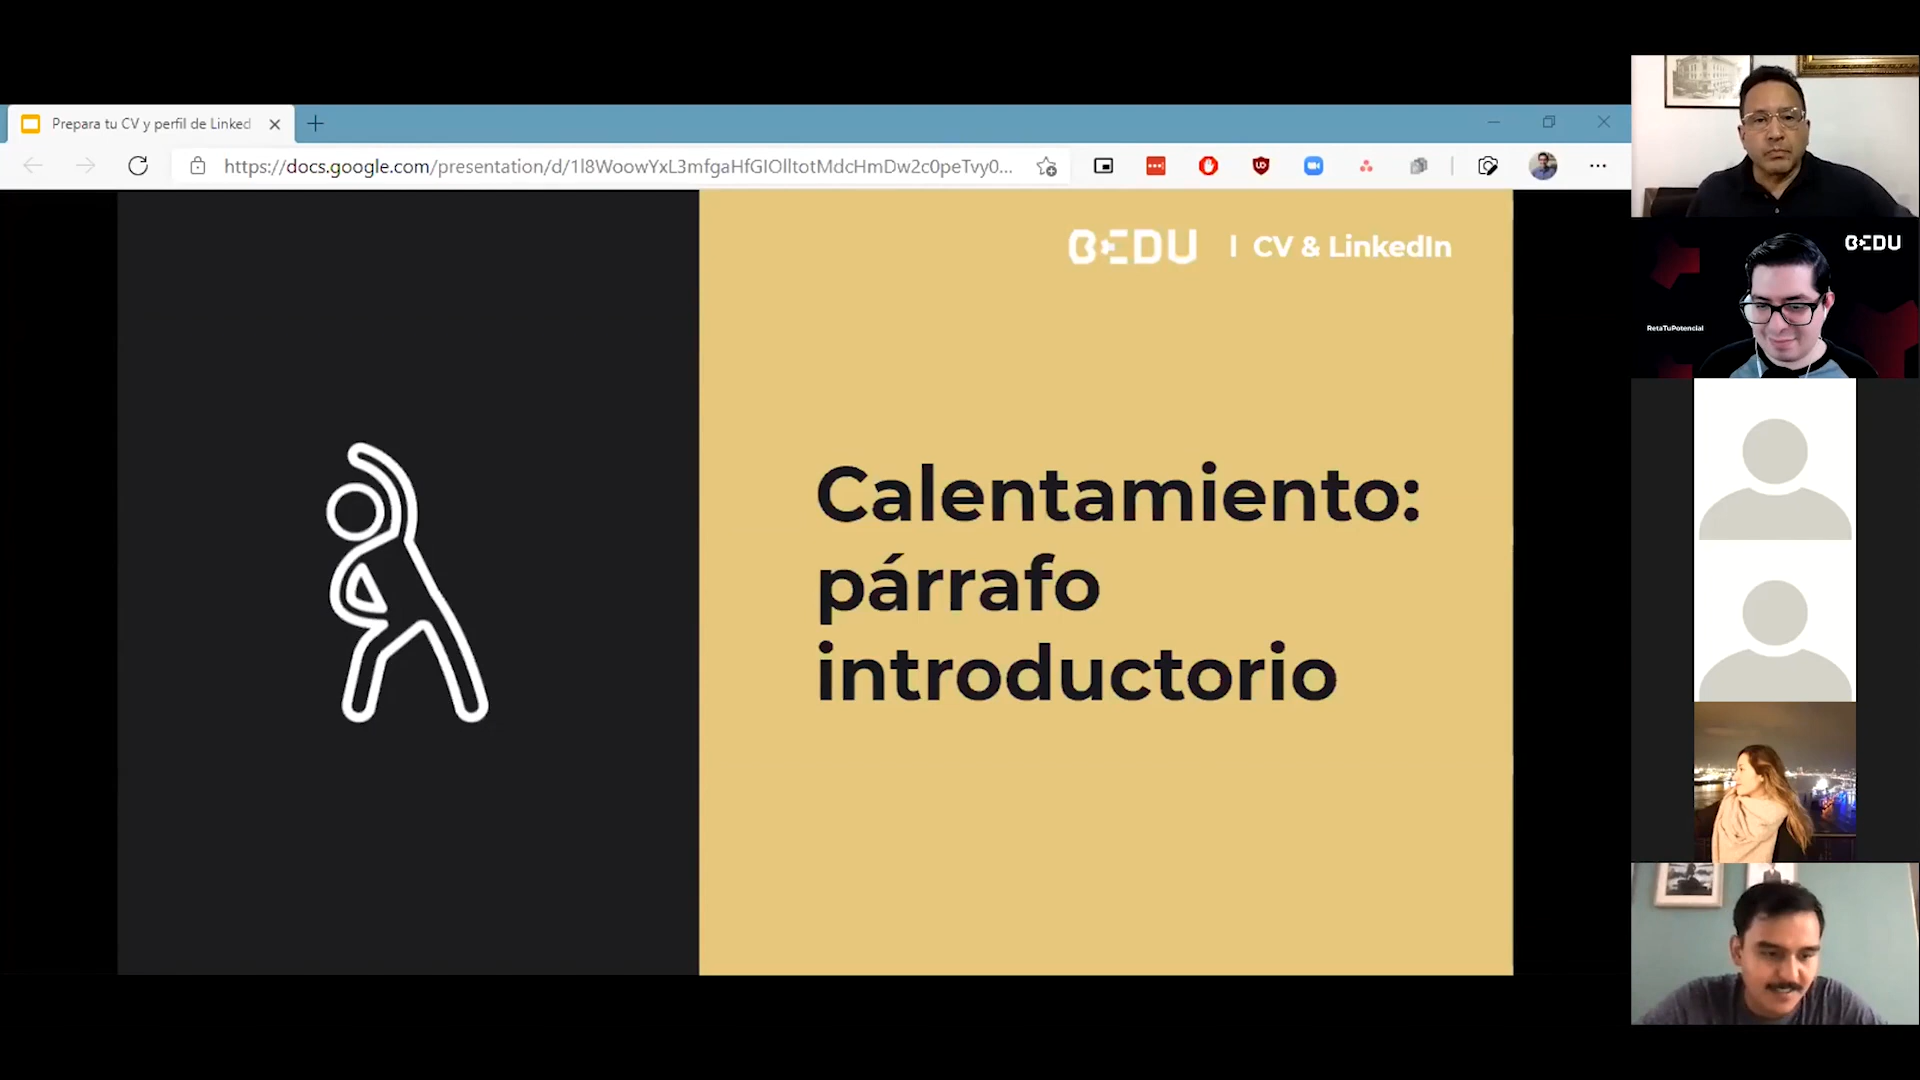 Prepara tu CV y perfil de Linked
https://docs.google.com/presentation/d/1l8WoowYxL3mfgaHfGIOlltotMdcHmDw2c0peTvy0...
BEDU | CV & LinkedIn
Calentamiento:
párrafo
introductorio
BEDU
RetaTuPotencial